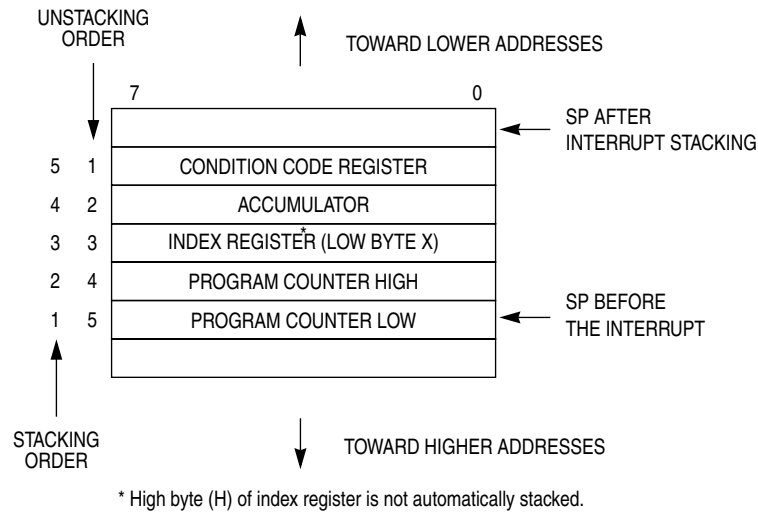 UNSTACKING
ORDER
TOWARD LOWER ADDRESSES
7 0
SP AFTER
INTERRUPT STACKING
5 1 CONDITION CODE REGISTER
4 2 ACCUMULATOR
3 3 INDEX REGISTER (LOW BYTE X)*
2 4 PROGRAM COUNTER HIGH
1 5 PROGRAM COUNTER LOW
SP BEFORE
THE INTERRUPT
STACKING
ORDER
TOWARD HIGHER ADDRESSES
* High byte (H) of index register is not automatically stacked.